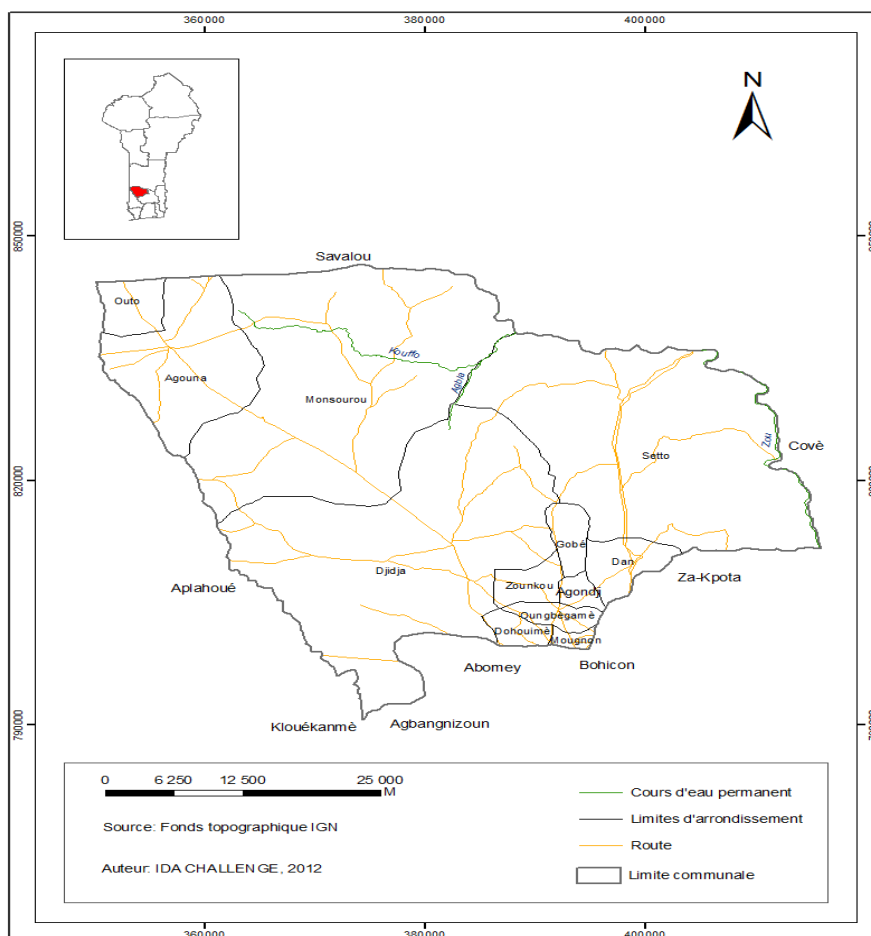 360000
380000
400000
N
850000
850000
Savalou
Outo
Kouffo
Agouna
Agbla
Monsourou
Zou
Covè
Setto
820000
Gobé
Dan
Djidja
Za-Kpota
Aplahoué
Zounkou
Agondji
Oungbègamè
Dohouimè
Mougnon
Abomey
Bohicon
Klouékanmè
Agbangnizoun
790000
0 6 250 12 500 25 000
M
Cours d'eau permanent
Source: Fonds topographique IGN
Limites d'arrondissement
Route
Auteur: IDA CHALLENGE, 2012
Limite communale
360000
380000
400000